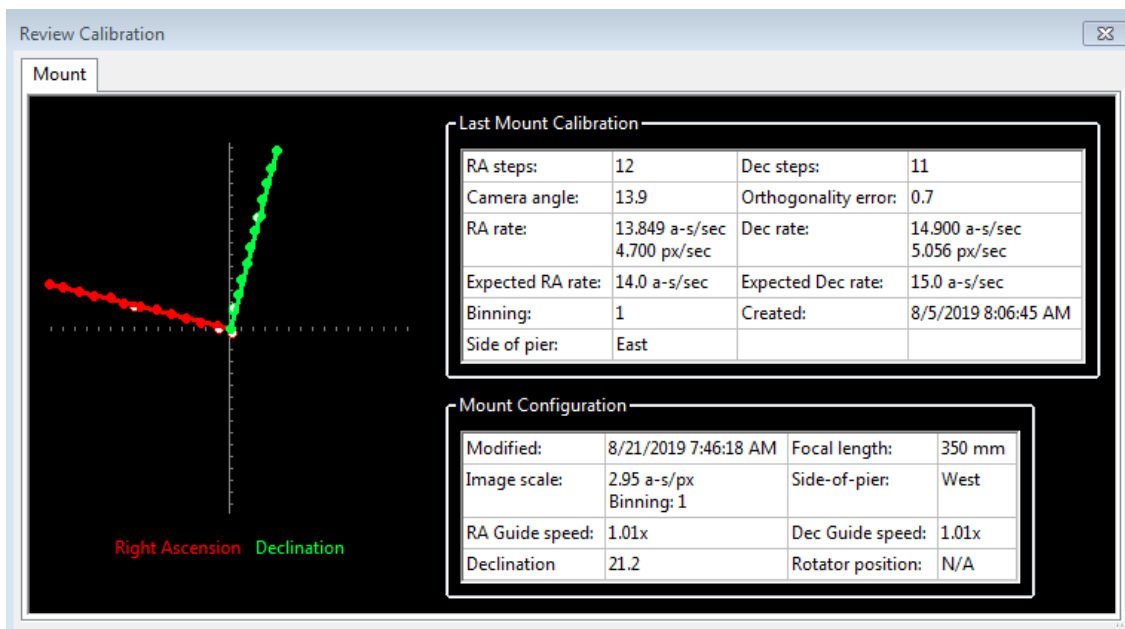 Review Calibration
Mount
Last Mount Calibration
RA steps: 12 Dec steps: 11
Camera angle: 13.9 Orthogonality error: 0.7
RA rate: 13.849 a-s/sec Dec rate: 14.900 a-s/sec
4.700 px/sec 5.056 px/sec
Expected RA rate: 14.0 a-s/sec Expected Dec rate: 15.0 a-s/sec
Binning: 1 Created: 8/5/2019 8:06:45 AM
Side of pier: East
Mount Configuration
Modified: 8/21/2019 7:46:18 AM Focal length: 350 mm
Image scale: 2.95 a-s/px Side-of-pier: West
Binning: 1
RA Guide speed: 1.01x Dec Guide speed: 1.01x
Declination 21.2 Rotator position: N/A
Right Ascension Declination